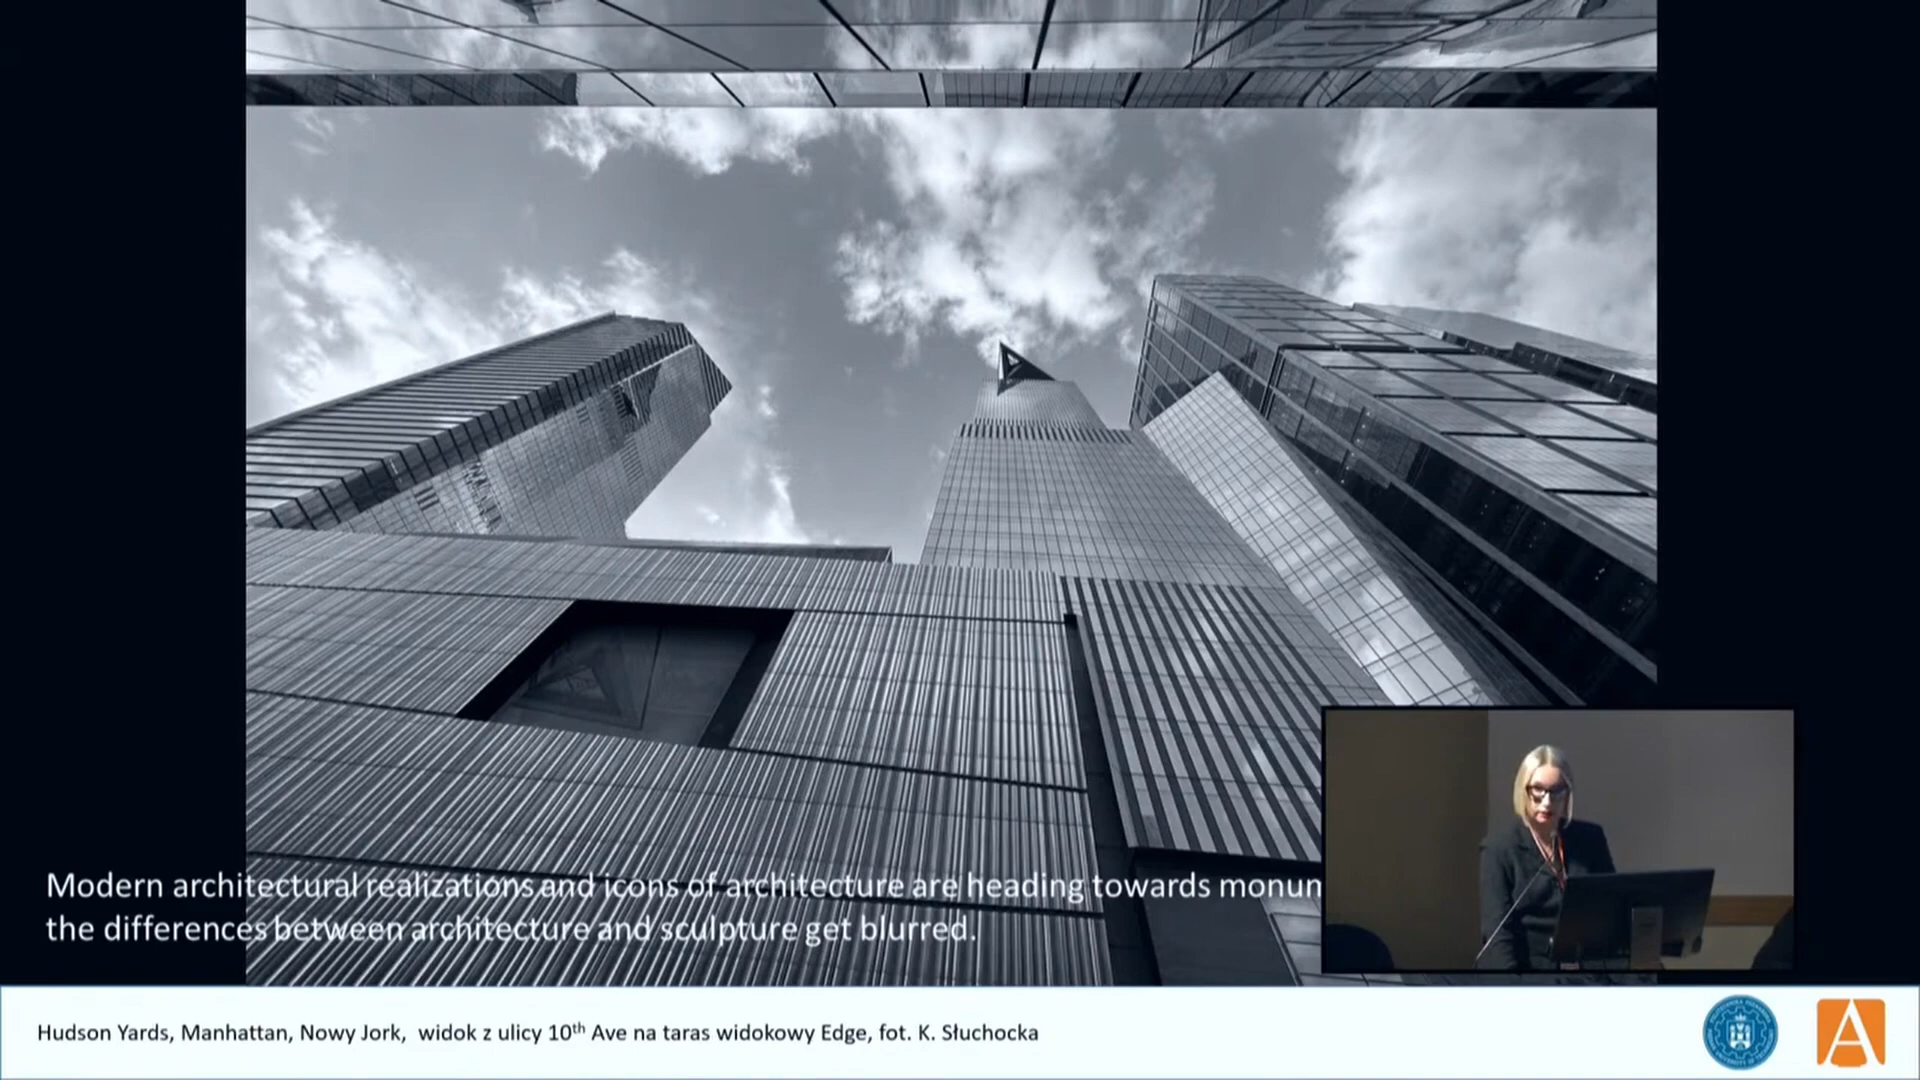 Modern architectural realizations and icons of architecture are heading towards
the differences between architecture and sculpture get blurred.
Hudson Yards, Manhattan, Nowy Jork, widok z ulicy 10th Ave na taras widokowy Edge, fot. K. Słuchocka
A